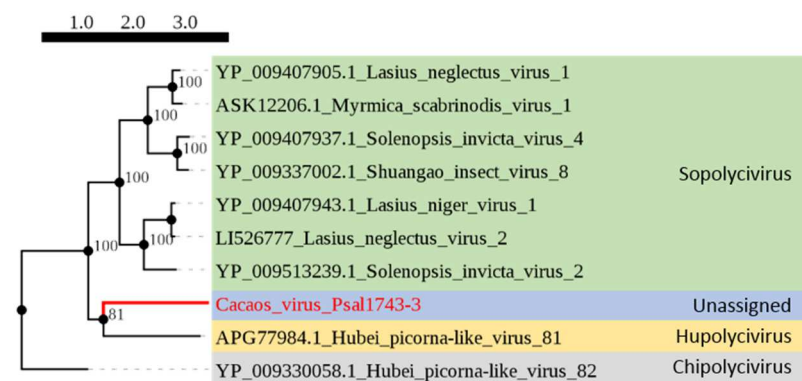 1.0 2.0 3.0
YP_009407905.1_Lasius_neglectus_virus_1
100
ASK12206.1_Myrmica_scabrinodis_virus_1
100
YP_009407937.1_Solenopsis_invicta_virus_4
100
YP_009337002.1_Shuangao_insect_virus_8
Sopolycivirus
100
YP_009407943.1_Lasius_niger_virus_1
100 100 LI526777_Lasius_neglectus_virus_2
YP_009513239.1_Solenopsis_invicta_virus_2
Cacaos_virus_Psal1743-3 Unassigned
81
APG77984.1_Hubei_picorna-like_virus_81 Hupolycivirus
YP_009330058.1_Hubei_picorna-like_virus_82 Chipolycivirus